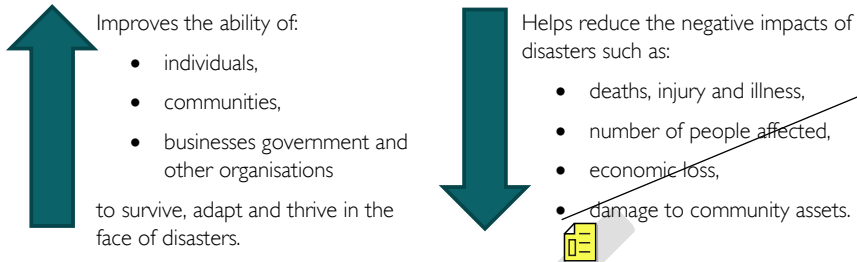 Improves the ability of:
• individuals,
• communities,
• businesses government and
other organisations
to survive, adapt and thrive in the
face of disasters.
Helps reduce the negative impacts of
disasters such as:
• deaths, injury and illness,
• number of people affected,
• economic loss,
• damage to community assets.